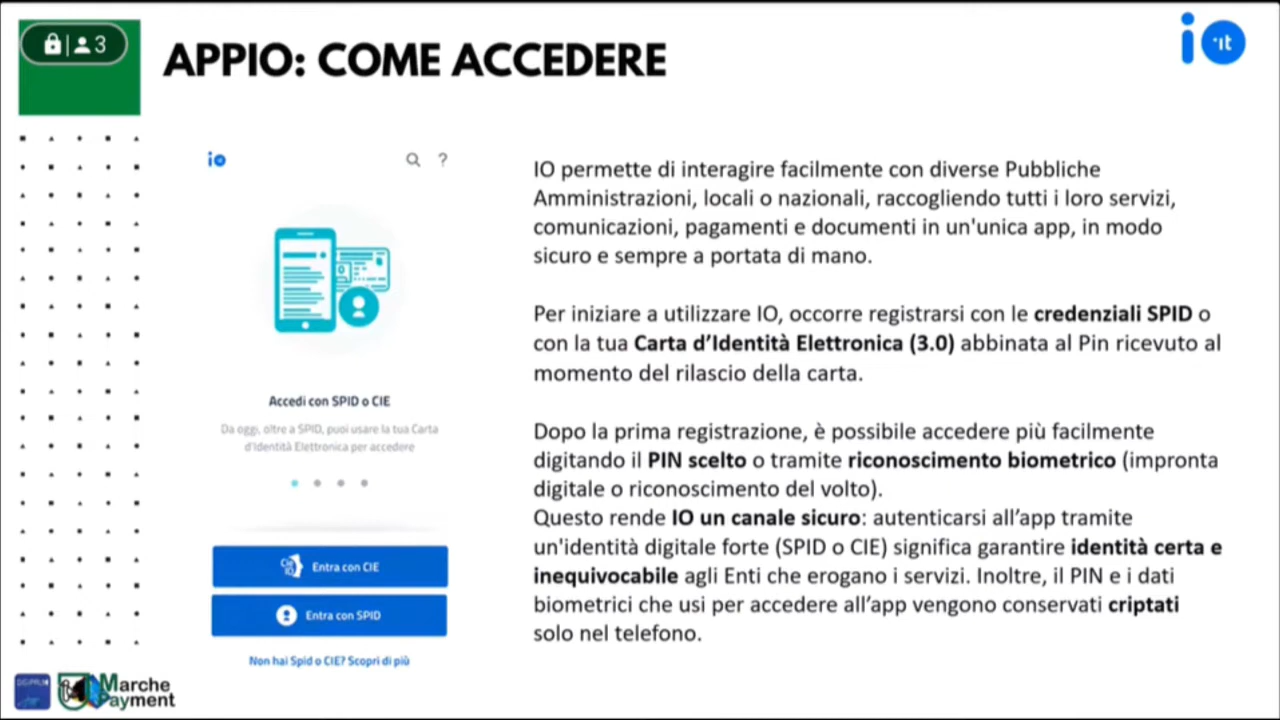 3
APPIO: COME ACCEDERE
io
·it
io
?
IO permette di interagire facilmente con diverse Pubbliche
Amministrazioni, locali o nazionali, raccogliendo tutti i loro servizi,
comunicazioni, pagamenti e documenti in un'unica app, in modo
sicuro e sempre a portata di mano.
Per iniziare a utilizzare IO, occorre registrarsi con le credenziali SPID o
con la tua Carta d’Identità Elettronica (3.0) abbinata al Pin ricevuto al
momento del rilascio della carta.
Dopo la prima registrazione, è possibile accedere più facilmente
digitando il PIN scelto o tramite riconoscimento biometrico (impronta
digitale o riconoscimento del volto).
Questo rende IO un canale sicuro: autenticarsi all’app tramite
un'identità digitale forte (SPID o CIE) significa garantire identità certa e
inequivocabile agli Enti che erogano i servizi. Inoltre, il PIN e i dati
biometrici che usi per accedere all’app vengono conservati criptati
solo nel telefono.
Accedi con SPID o CIE
Da oggi, oltre a SPID, puoi usare la tua Carta
d'Identità Elettronica per accedere
Entra con CIE
Entra con SPID
Non hai Spid o CIE? Scopri di più
Marche
Payment